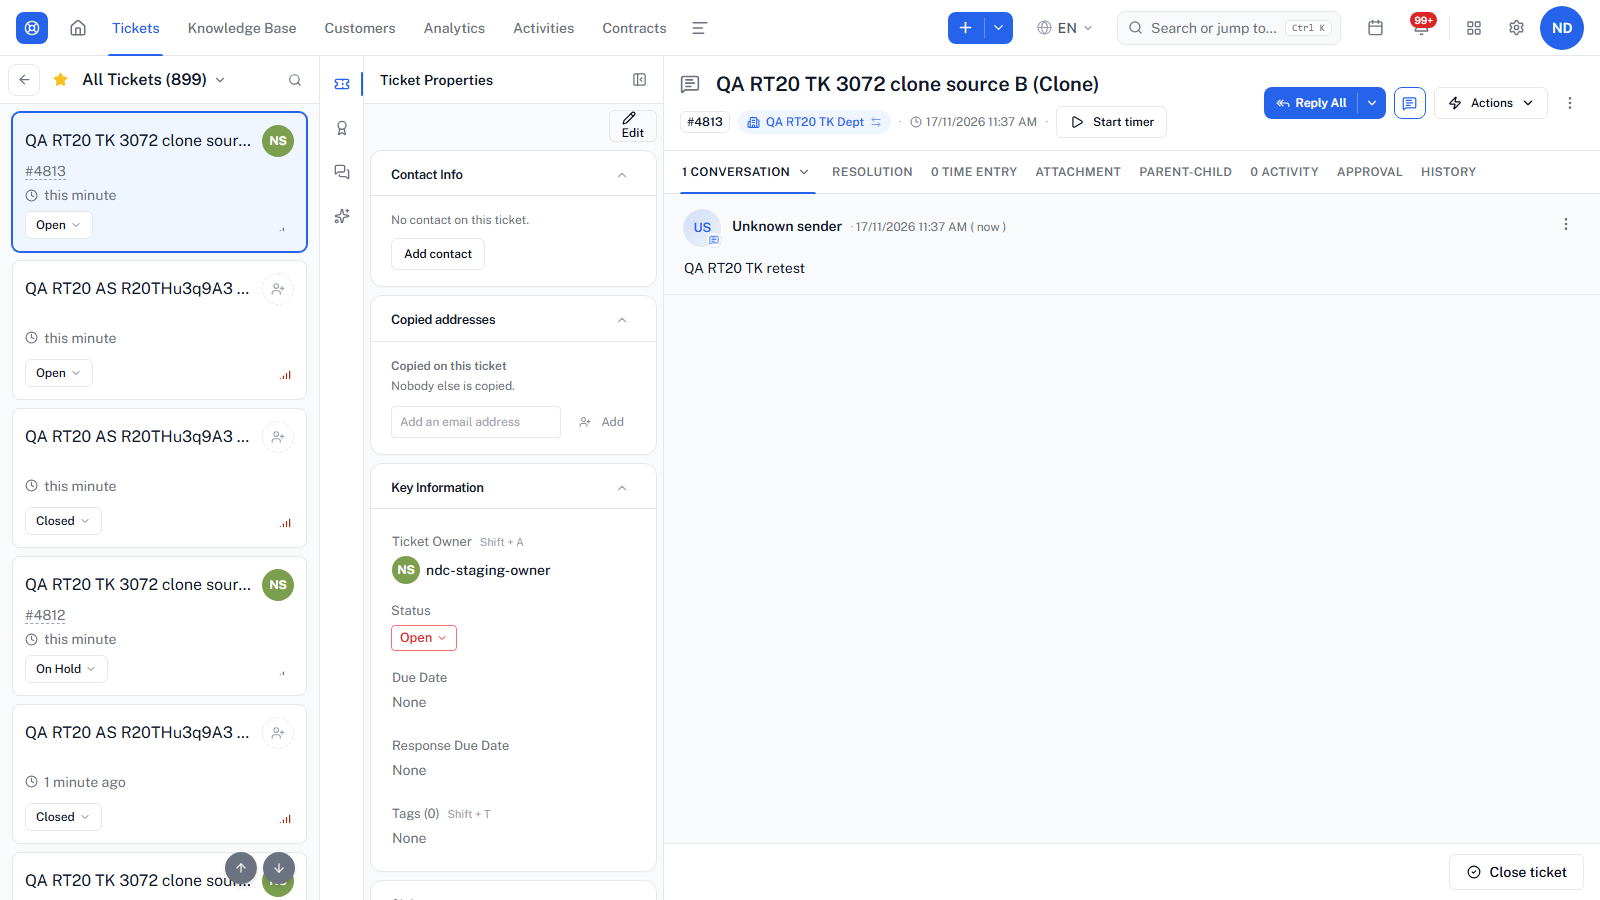 Tickets
Knowledge Base
Customers
Analytics
Activities
Contracts
EN
Search or jump to...
Ctrl K
99+
ND
All Tickets (899)
QA RT20 TK 3072 clone sour...
NS
#4813
this minute
Open
QA RT20 AS R20THu3q9A3 ...
this minute
Open
QA RT20 AS R20THu3q9A3 ...
this minute
Closed
QA RT20 TK 3072 clone sour...
NS
#4812
this minute
On Hold
QA RT20 AS R20THu3q9A3 ...
1 minute ago
Closed
QA RT20 TK 3072 clone sour...
Ticket Properties
Edit
Contact Info
No contact on this ticket.
Add contact
Copied addresses
Copied on this ticket
Nobody else is copied.
Add an email address
Add
Key Information
Ticket Owner Shift + A
NS ndc-staging-owner
Status
Open
Due Date
None
Response Due Date
None
Tags (0) Shift + T
None
QA RT20 TK 3072 clone source B (Clone)
#4813
QA RT20 TK Dept
· 17/11/2026 11:37 AM ·
Start timer
Reply All
Actions
1 CONVERSATION
RESOLUTION
0 TIME ENTRY
ATTACHMENT
PARENT-CHILD
0 ACTIVITY
APPROVAL
HISTORY
US
Unknown sender · 17/11/2026 11:37 AM ( now )
QA RT20 TK retest
Close ticket